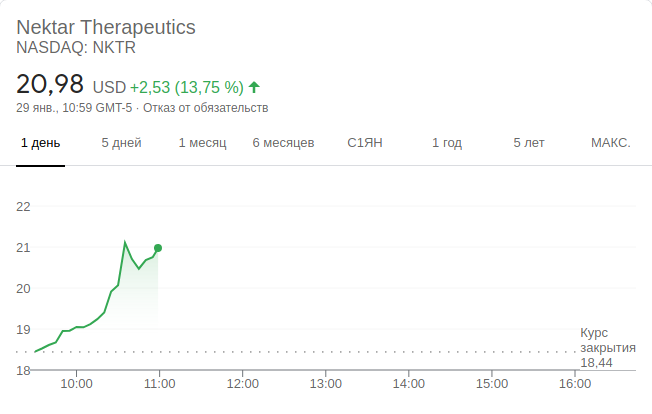 Nektar Therapeutics
NASDAQ: NKTR
20,98 USD +2,53 (13,75 %)
29 янв., 10:59 GMT-5 · Отказ от обязательств
1 день 5 дней 1 месяц 6 месяцев С1ЯН 1 год 5 лет МАКС.
22
21
20
19
Курс
закрытия
18,44
18
10:00 11:00 12:00 13:00 14:00 15:00 16:00